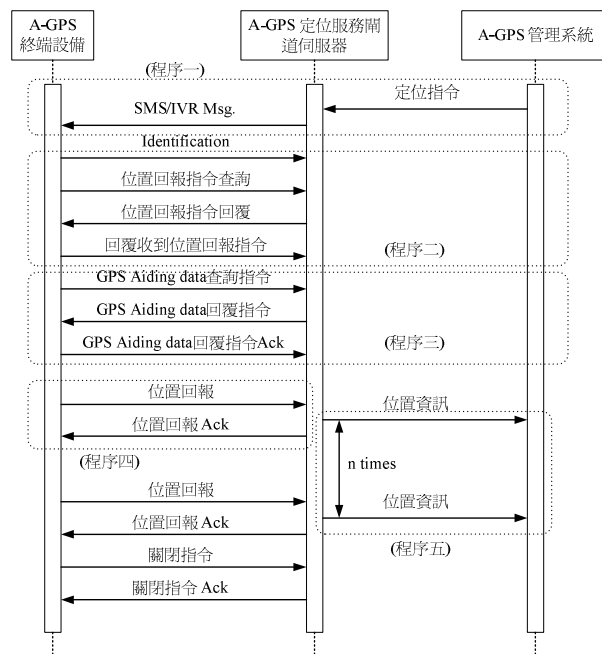 A-GPS
終端設備
A-GPS 定位服務閘
道伺服器
A-GPS 管理系統
(程序一)
定位指令
SMS/IVR Msg.
Identification
位置回報指令查詢
位置回報指令回覆
回覆收到位置回報指令
(程序二)
GPS Aiding data查詢指令
GPS Aiding data回覆指令
GPS Aiding data回覆指令Ack
(程序三)
位置回報
位置資訊
位置回報 Ack
(程序四)
n times
位置回報
位置資訊
位置回報 Ack
(程序五)
關閉指令
關閉指令 Ack